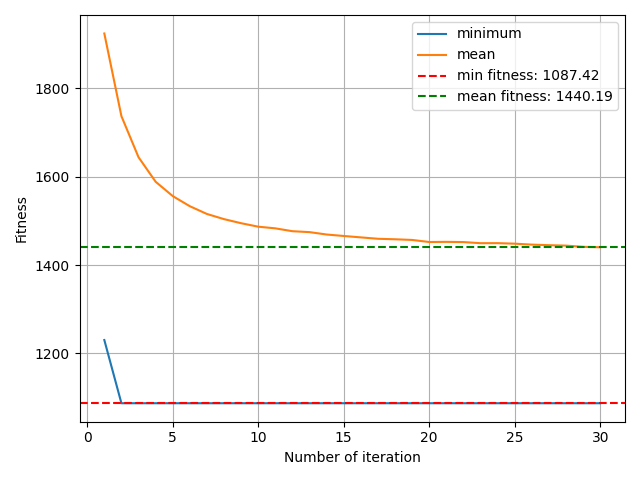 minimum
mean
min fitness: 1087.42
mean fitness: 1440.19
1800
1600
1400
1200
Fitness
0 5 10 15 20 25 30
Number of iteration